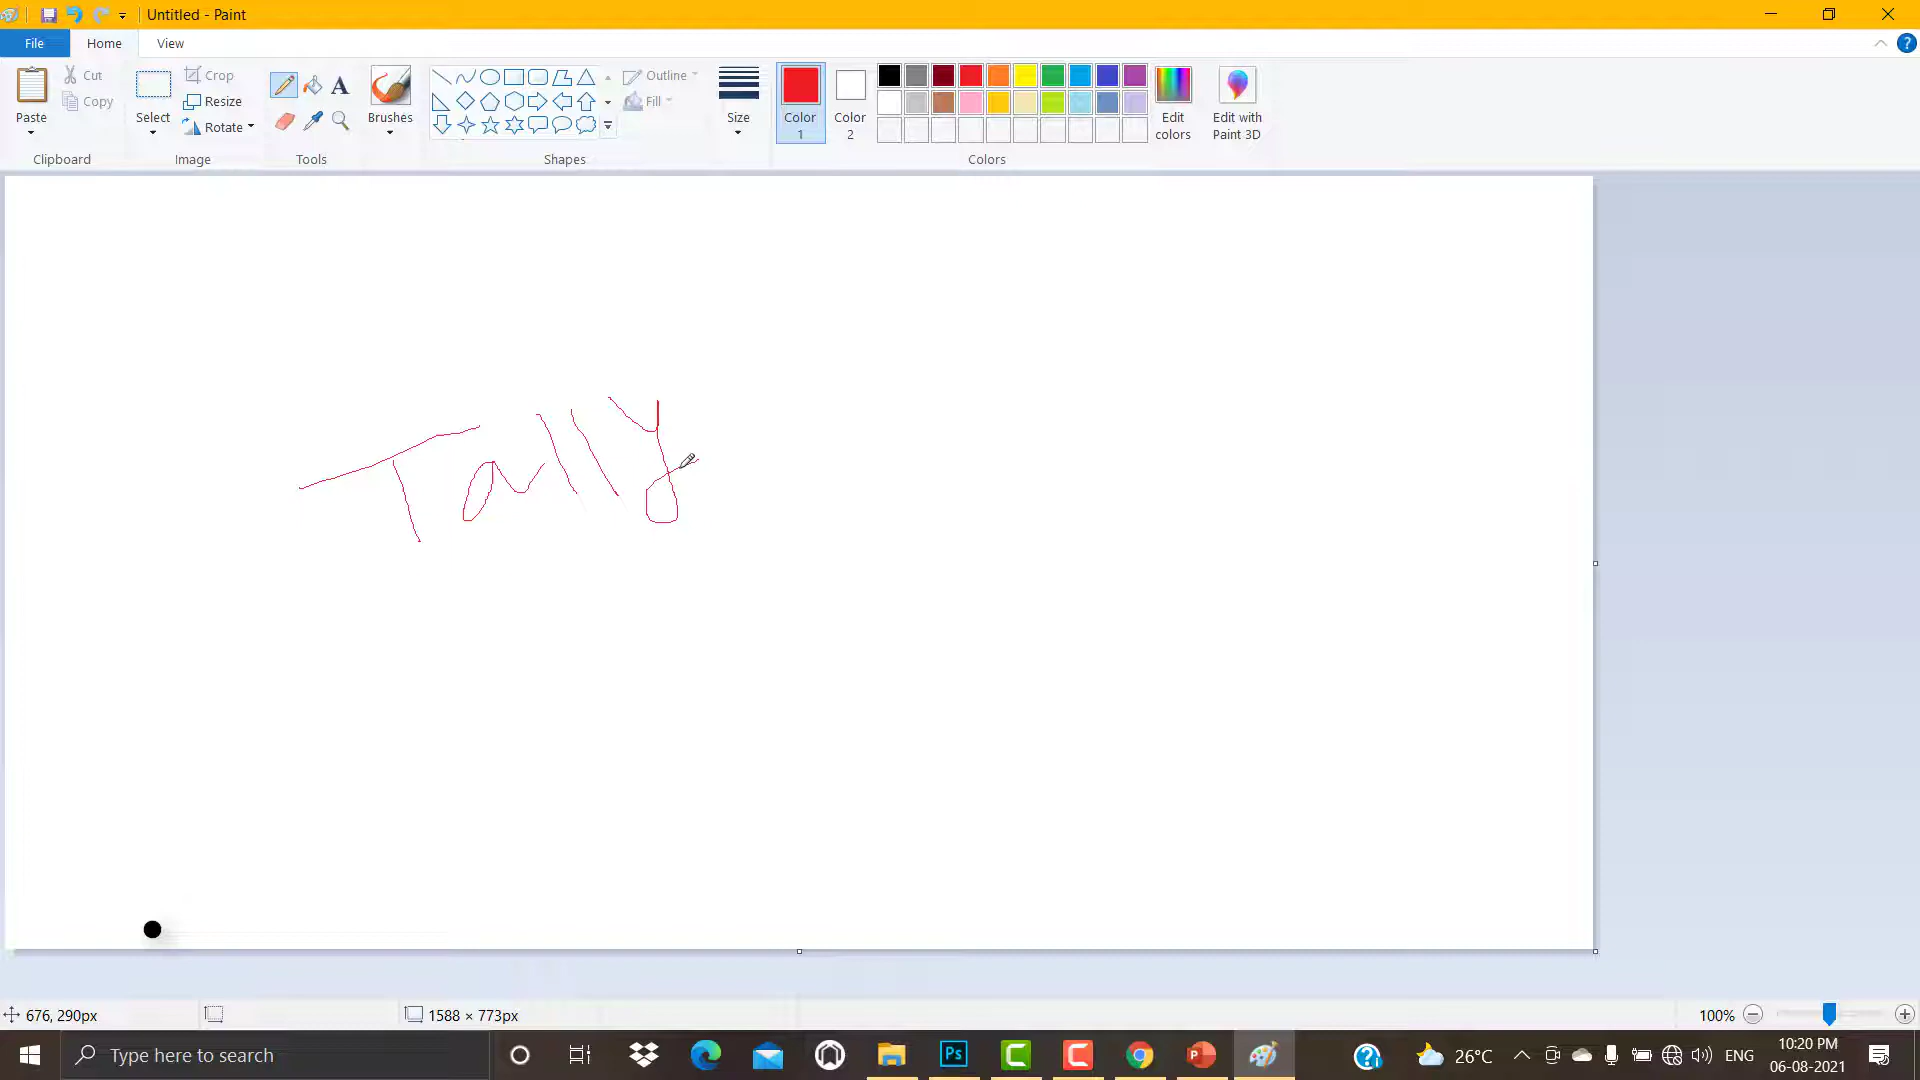 Untitled - Paint
File Home View
Paste Cut Copy Select Crop Resize Rotate Brushes Outline Fill Size Color 1 Color 2 Edit colors Edit with Paint 3D
Clipboard Image Tools Shapes Colors
Tally
676, 290px 1588 × 773px 100%
Type here to search Ps 26°C ENG 10:20 PM 06-08-2021